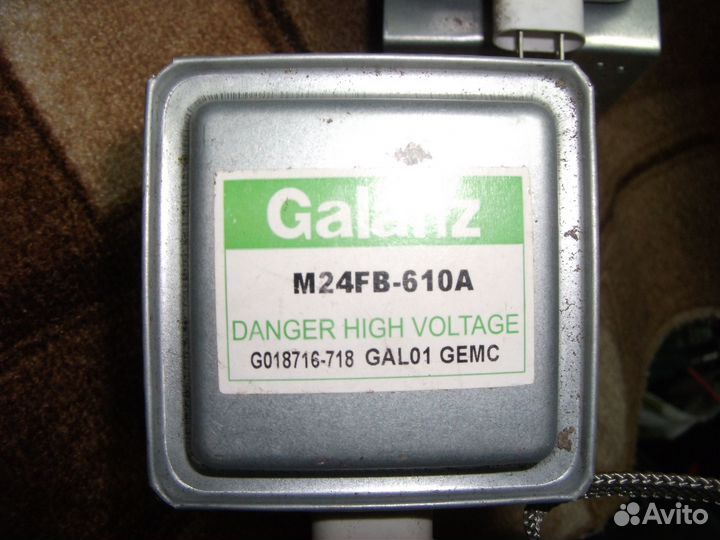 Galanz
M24FB-610A
DANGER HIGH VOLTAGE
G018716-718 GAL01 GEMC
Avito